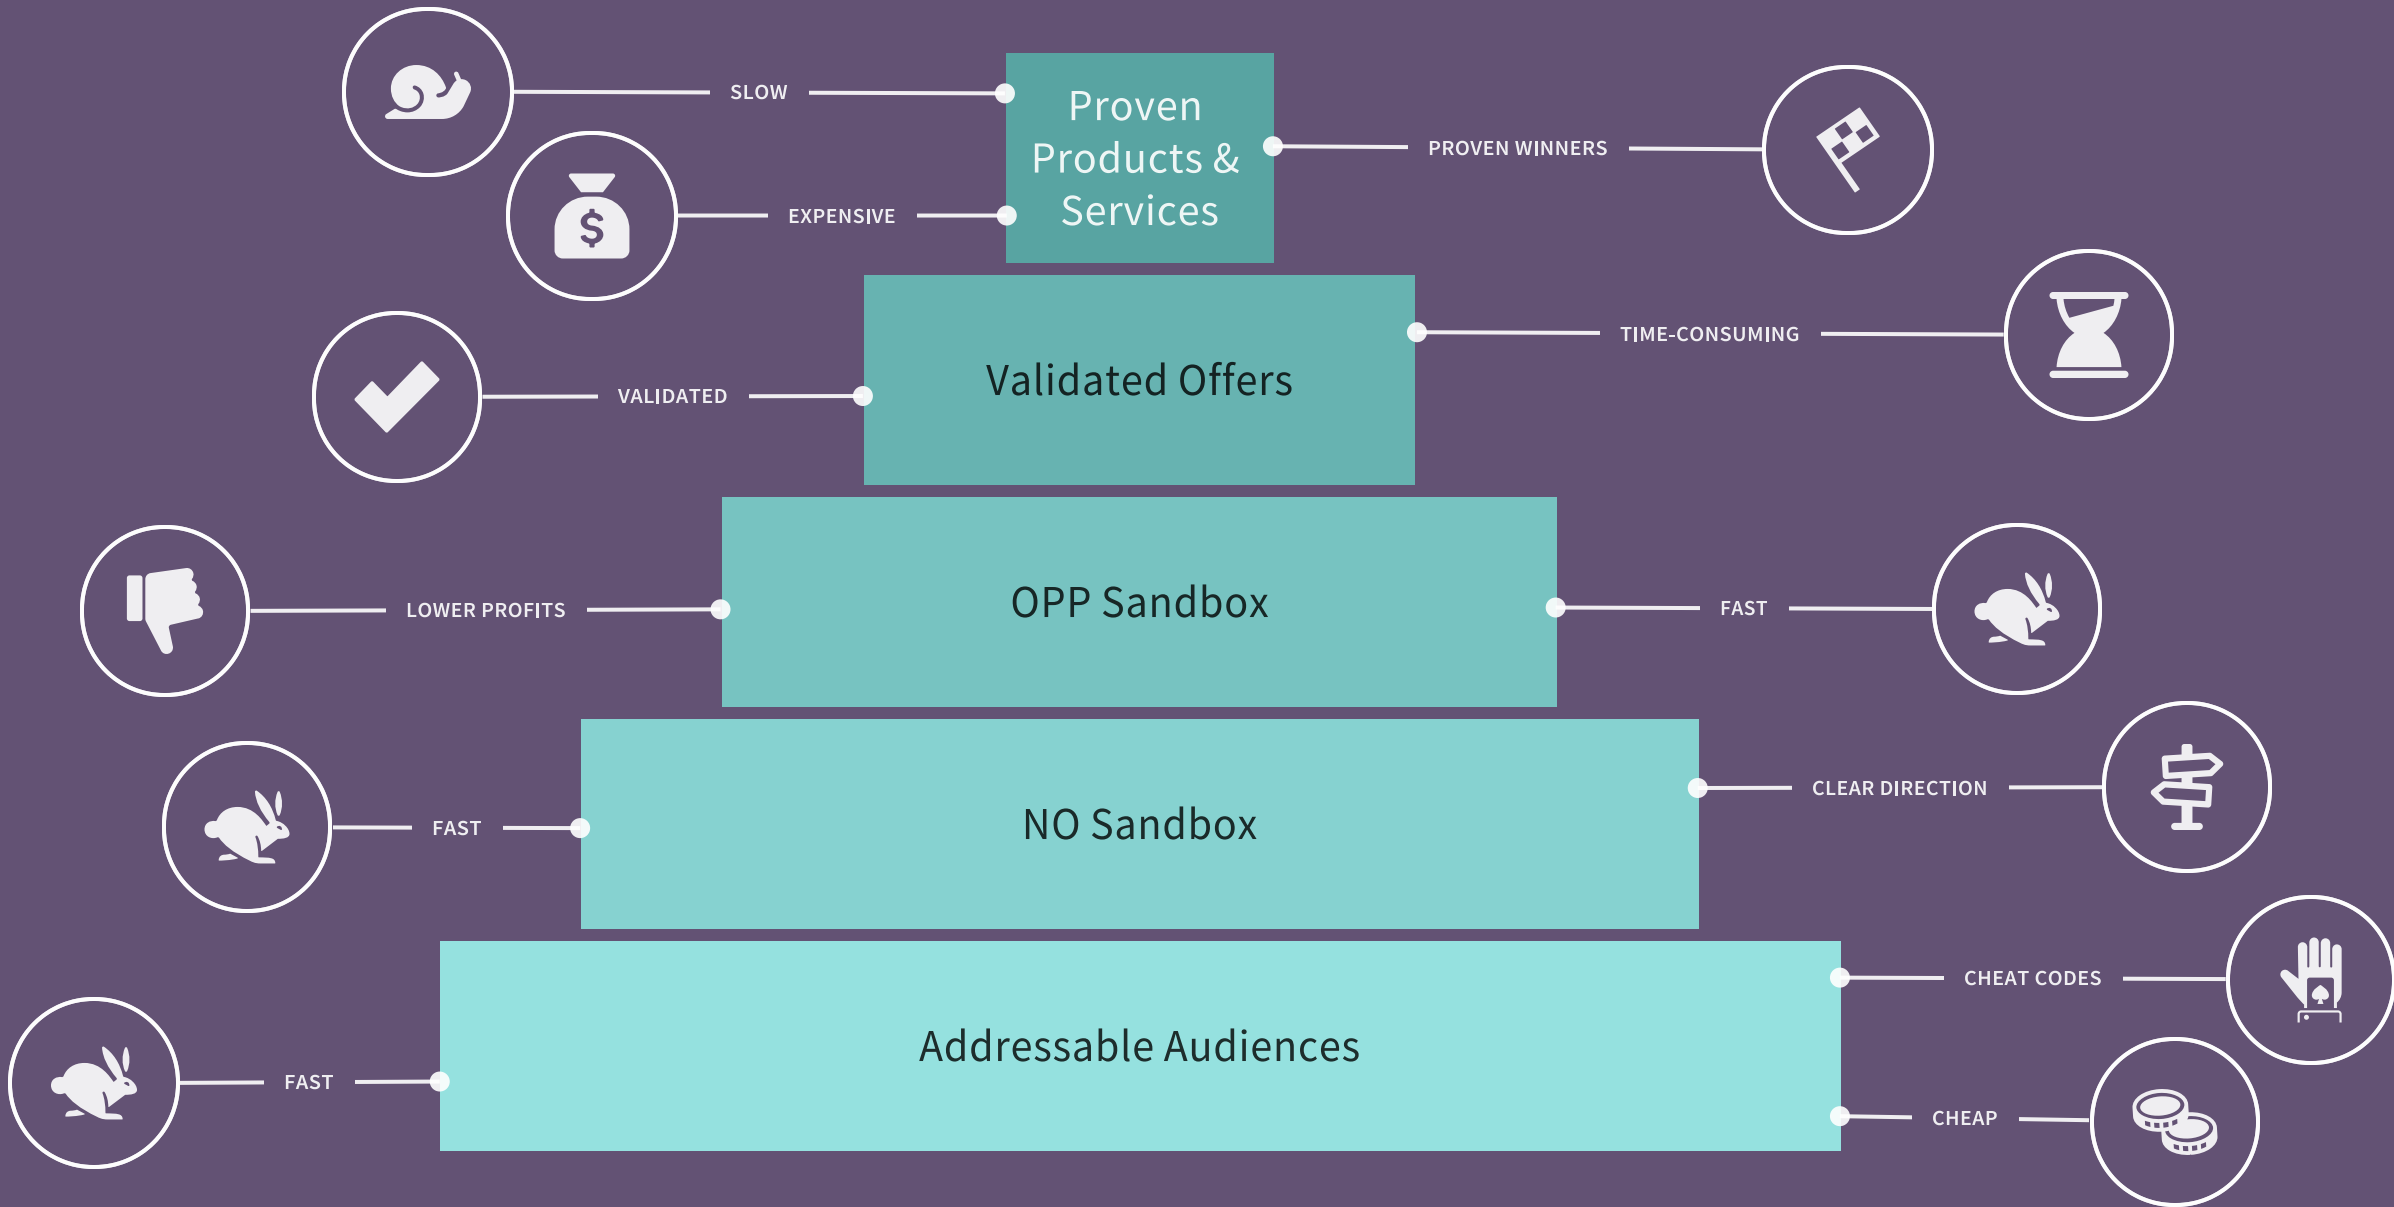 SLOW
Proven
Products &
Services
PROVEN WINNERS
EXPENSIVE
$
TIME-CONSUMING
Validated Offers
VALIDATED
LOWER PROFITS
OPP Sandbox
FAST
CLEAR DIRECTION
NO Sandbox
FAST
CHEAT CODES
Addressable Audiences
FAST
CHEAP